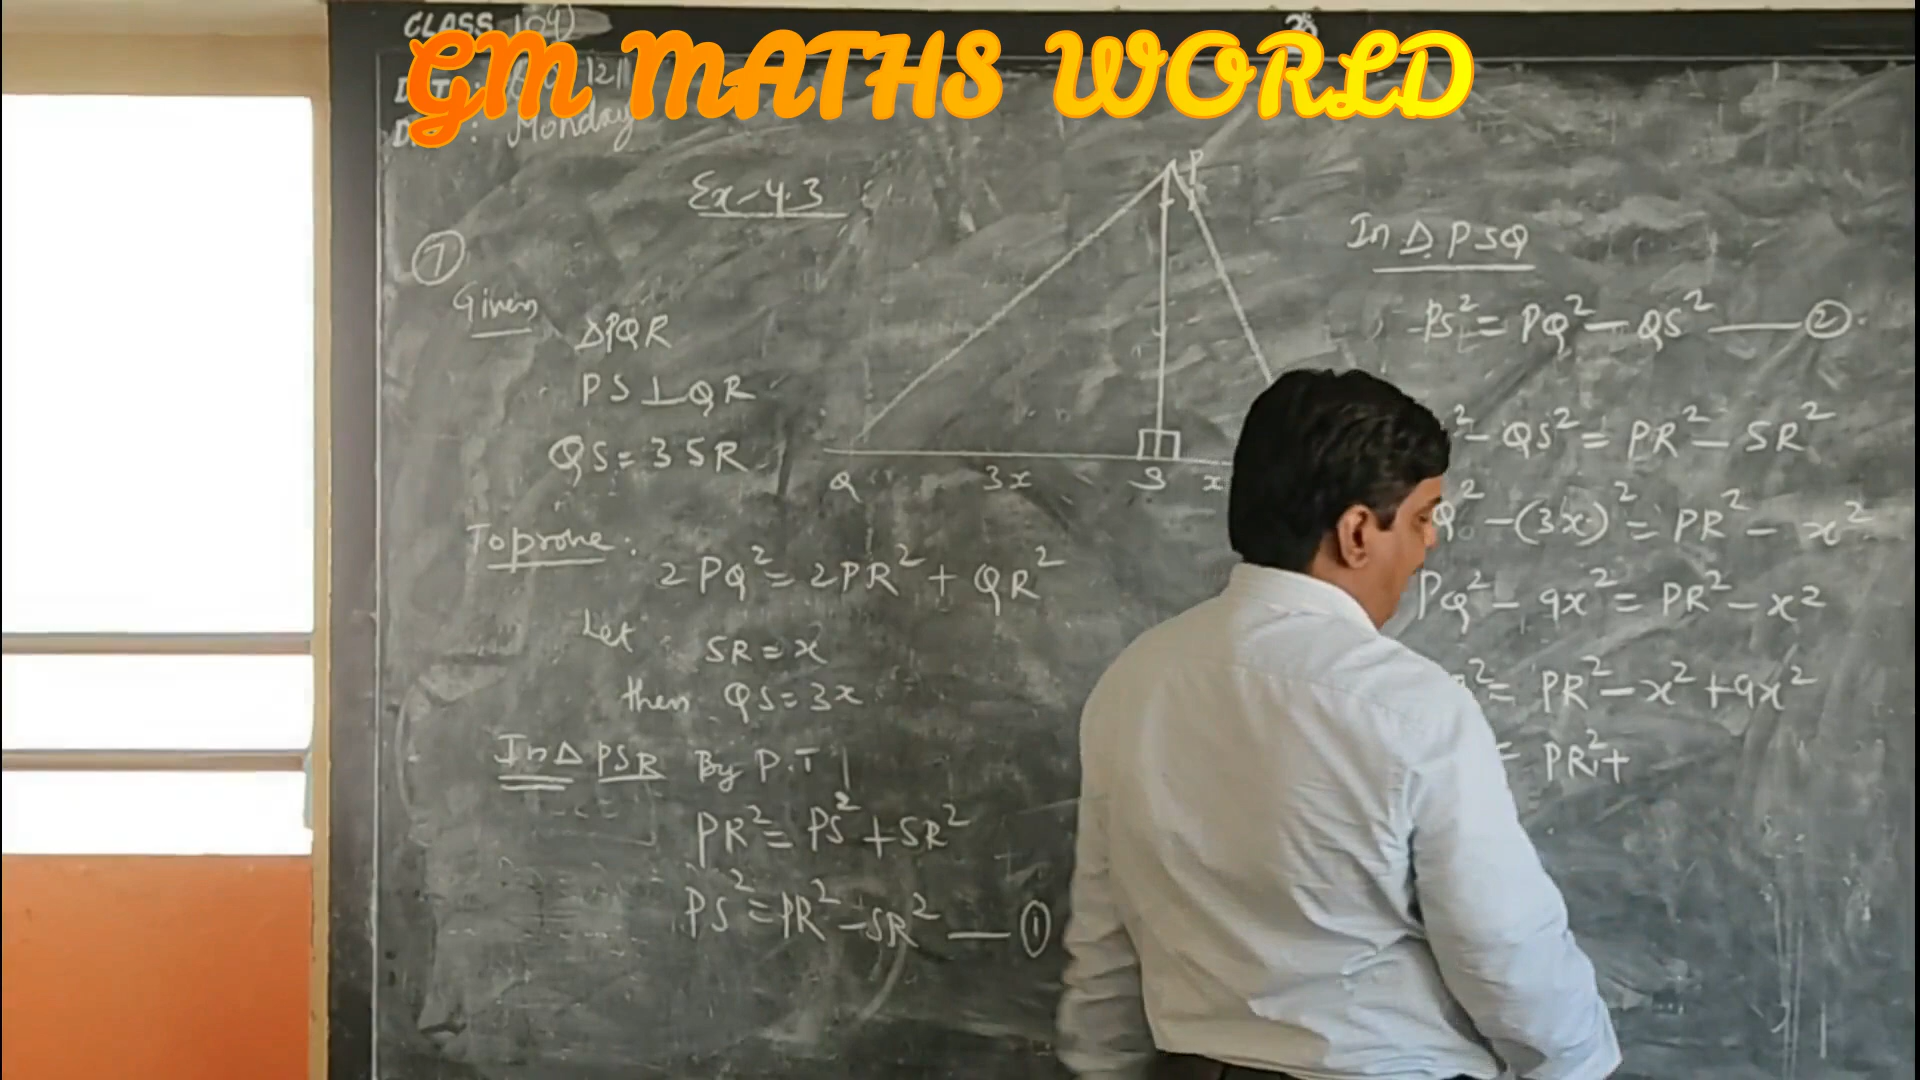 CLASS
GM MATHS WORLD
Monday
Ex-4.3
7
Given
ΔPQR
PS⊥QR
QS=3SR
To prove:
2PQ²=2PR²+QR²
Let SR=x
then QS=3x
In Δ PSR By P.T
PR²=PS²+SR²
PS²=PR²-SR² — ①
P
Q 3x S x
In Δ PSQ
PS²=PQ²-QS² — ②
²-QS²=PR²-SR²
Q²-(3x)²=PR²-x²
PQ²-9x²=PR²-x²
²=PR²-x²+9x²
= PR²+